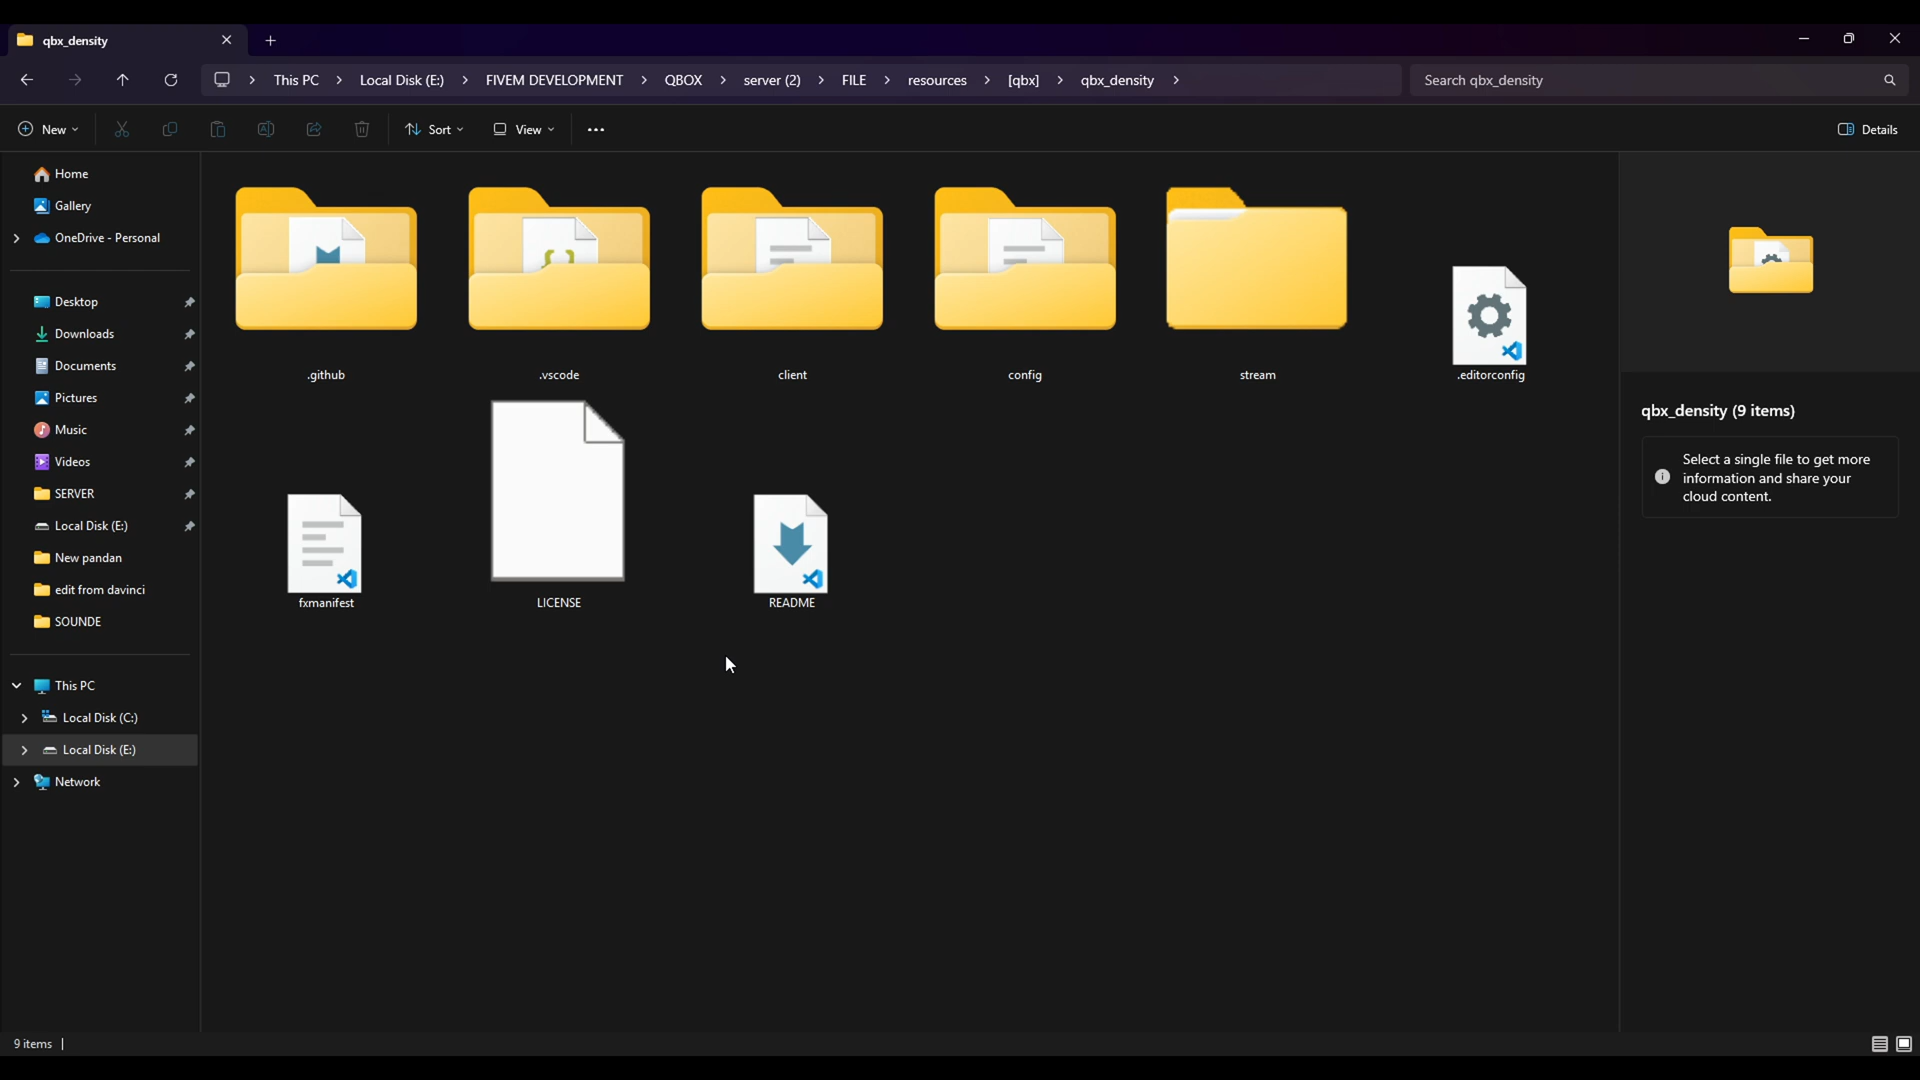 qbx_density
This PC > Local Disk (E:) > FIVEM DEVELOPMENT > QBOX > server (2) > FILE > resources > [qbx] > qbx_density >
Search qbx_density
New
Sort
View
Details
Home
Gallery
OneDrive - Personal
Desktop
Downloads
Documents
Pictures
Music
Videos
SERVER
Local Disk (E:)
New pandan
edit from davinci
SOUNDE
This PC
Local Disk (C:)
Local Disk (E:)
Network
.github
.vscode
client
config
stream
.editorconfig
fxmanifest
LICENSE
README
qbx_density (9 items)
Select a single file to get more
information and share your
cloud content.
9 items